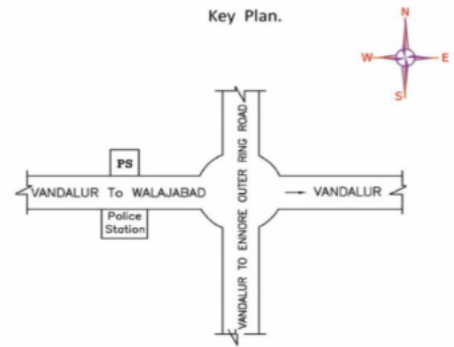 Key Plan.
N
W
E
S
PS
VANDALUR To WALAJABAD
VANDALUR TO ENNORE OUTER RING ROAD
→ VANDALUR
Police
Station